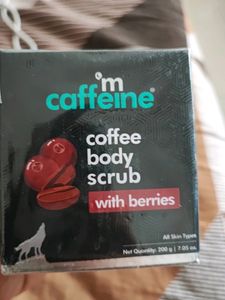 'm
caffeine®
coffee
body
scrub
with berries
All Skin Types
Net Quantity: 200 g | 7.05 oz.